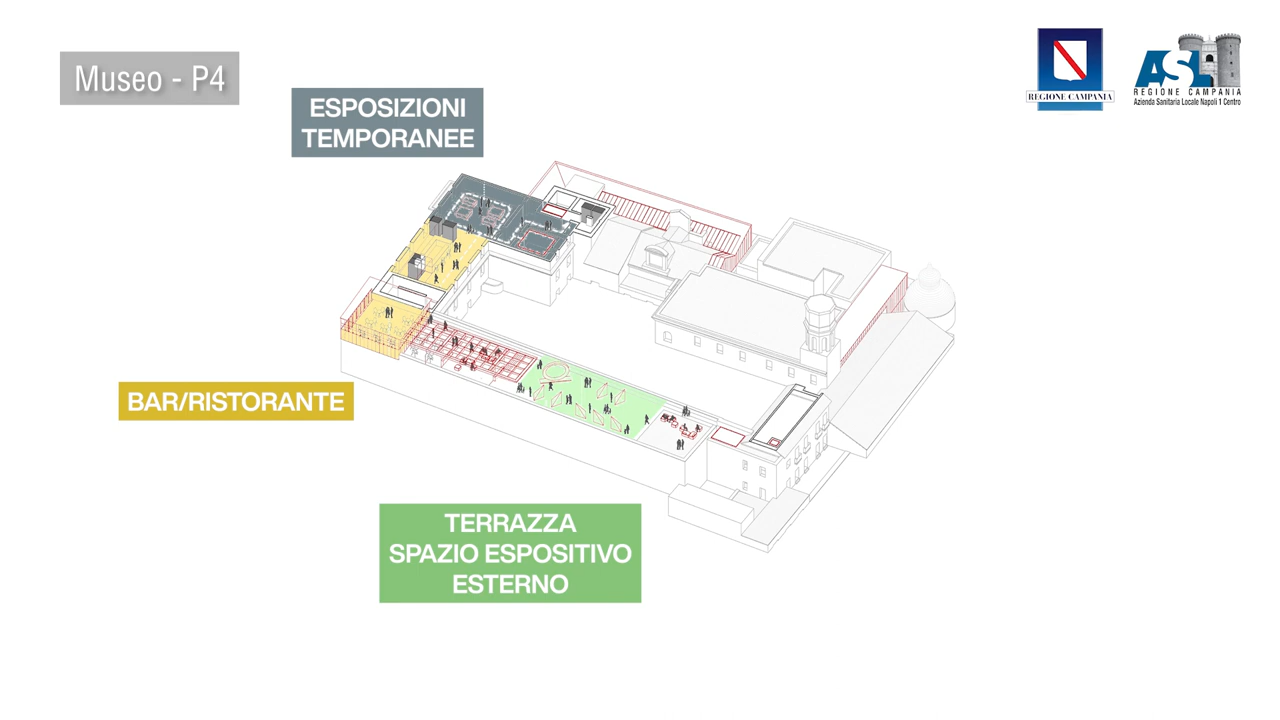 Museo - P4
ESPOSIZIONI
TEMPORANEE
REGIONE CAMPANIA
ASL
REGIONE CAMPANIA
Azienda Sanitaria Locale Napoli 1 Centro
BAR/RISTORANTE
TERRAZZA
SPAZIO ESPOSITIVO
ESTERNO